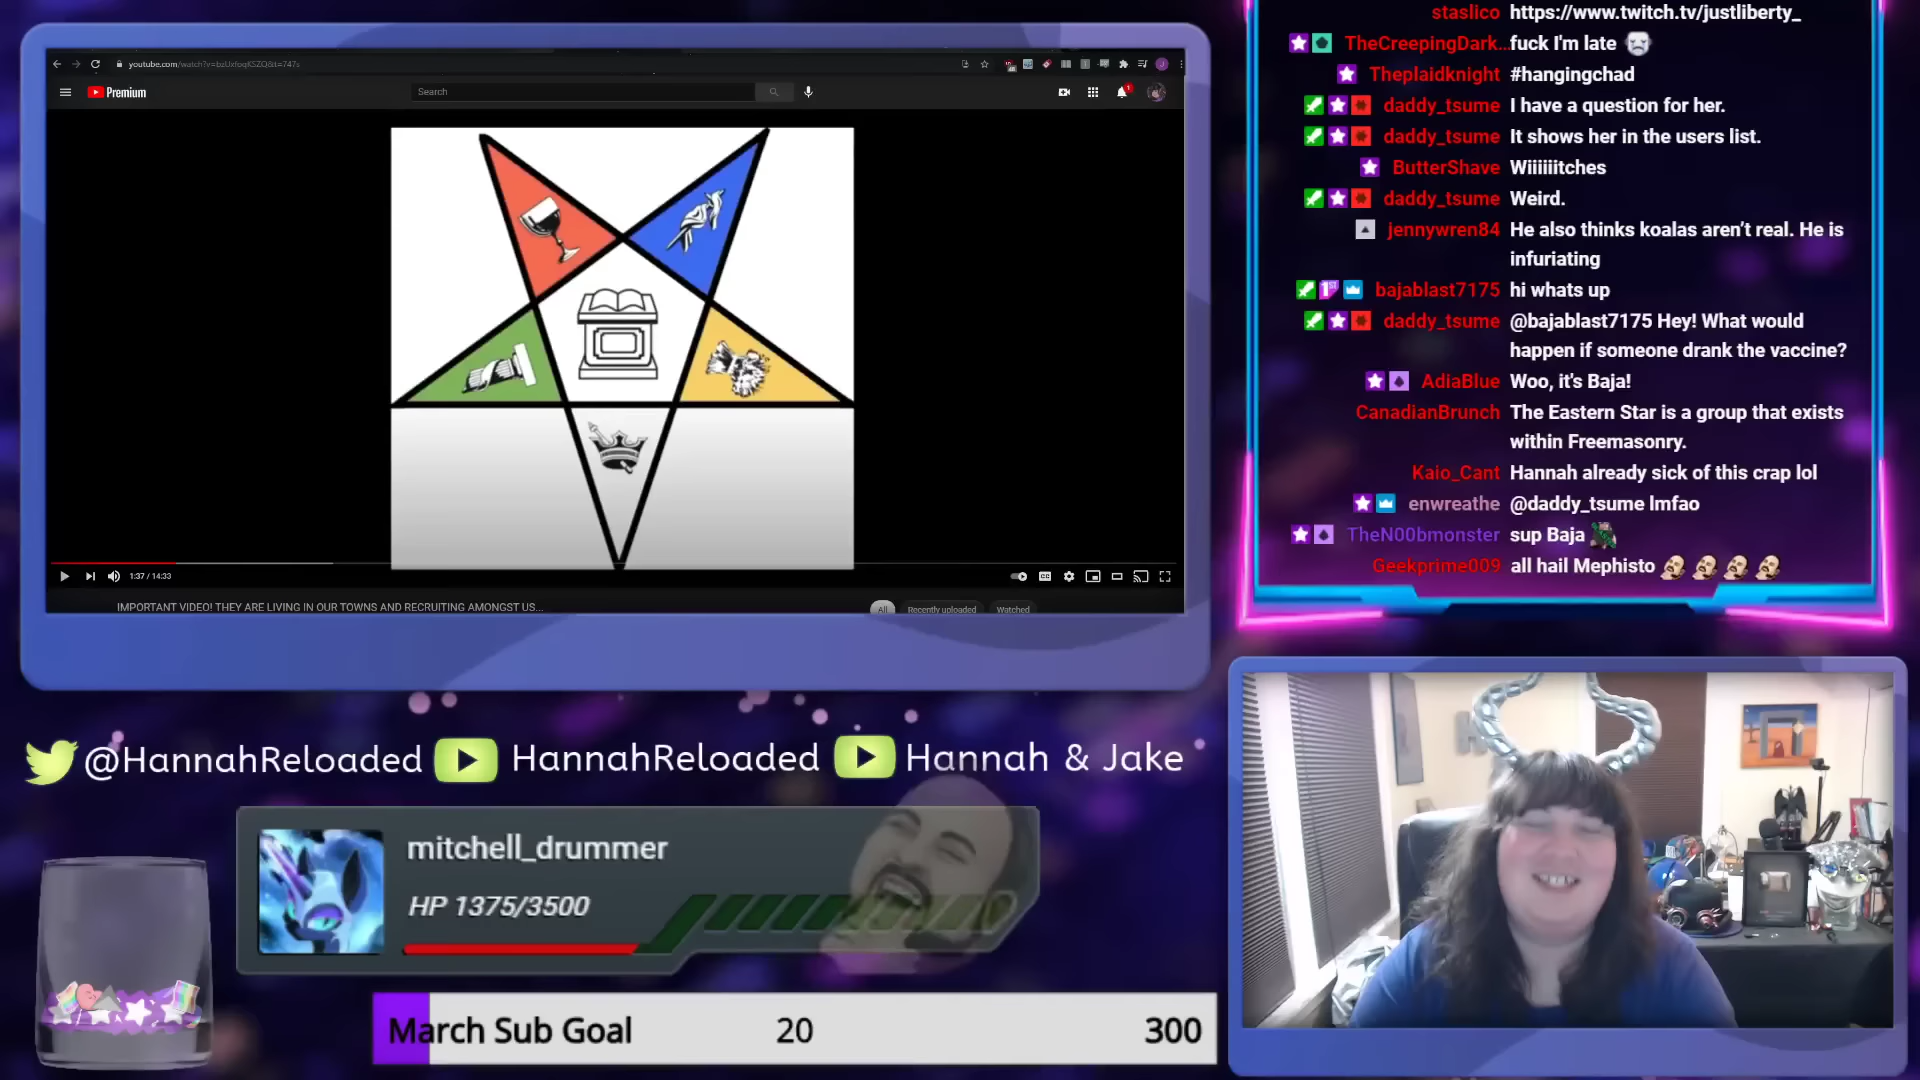 youtube.com/watch?v=bziUxfoqKSZQ&t=747s
Premium
Search
1:37 / 14:33
IMPORTANT VIDEO! THEY ARE LIVING IN OUR TOWNS AND RECRUITING AMONGST US...
All
Recently uploaded
Watched
staslico https://www.twitch.tv/justliberty_
TheCreepingDark... fuck I'm late
Theplaidknight #hangingchad
daddy_tsume I have a question for her.
daddy_tsume It shows her in the users list.
ButterShave Wiiiiiitches
daddy_tsume Weird.
jennywren84 He also thinks koalas aren't real. He is
infuriating
bajablast7175 hi whats up
daddy_tsume @bajablast7175 Hey! What would
happen if someone drank the vaccine?
AdiaBlue Woo, it's Baja!
CanadianBrunch The Eastern Star is a group that exists
within Freemasonry.
Kaio_Cant Hannah already sick of this crap lol
enwreathe @daddy_tsume lmfao
TheN00bmonster sup Baja
Geekprime009 all hail Mephisto
@HannahReloaded HannahReloaded Hannah & Jake
mitchell_drummer
HP 1375/3500
March Sub Goal 20 300